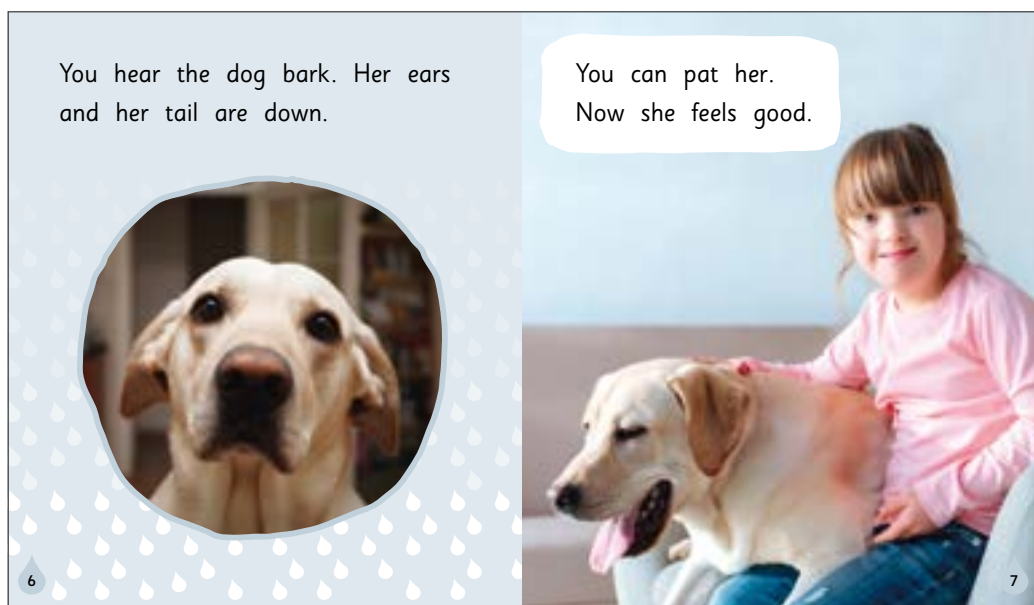 You hear the dog bark. Her ears
and her tail are down.
6
You can pat her.
Now she feels good.
7